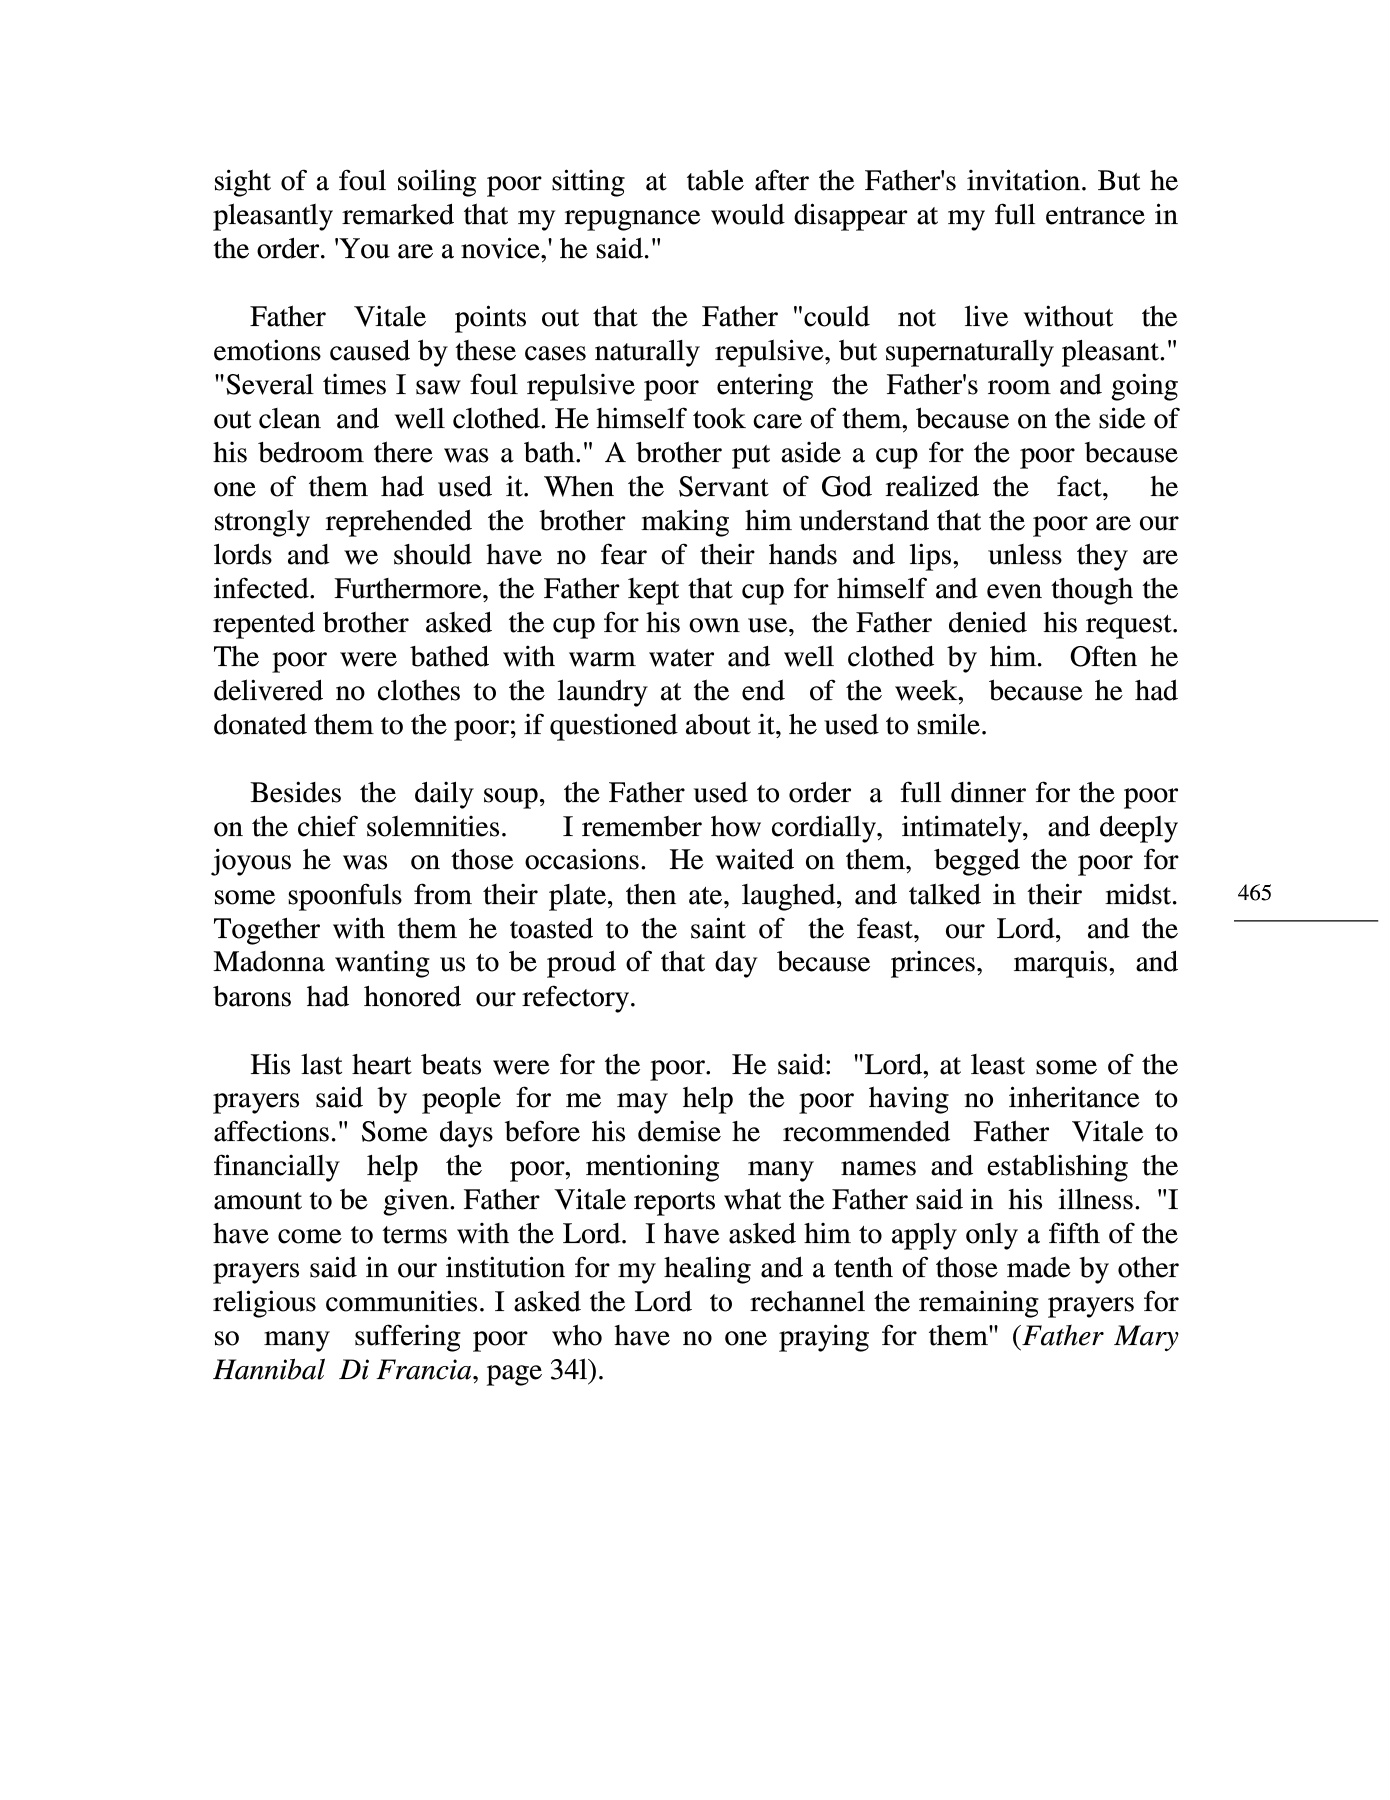 sight of a foul soiling poor sitting at table after the Father's invitation. But he
pleasantly remarked that my repugnance would disappear at my full entrance in
the order. 'You are a novice,' he said."
Father Vitale points out that the Father "could not live without the
emotions caused by these cases naturally repulsive, but supernaturally pleasant."
"Several times I saw foul repulsive poor entering the Father's room and going
out clean and well clothed. He himself took care of them, because on the side of
his bedroom there was a bath." A brother put aside a cup for the poor because
one of them had used it. When the Servant of God realized the fact, he
strongly reprehended the brother making him understand that the poor are our
lords and we should have no fear of their hands and lips, unless they are
infected. Furthermore, the Father kept that cup for himself and even though the
repented brother asked the cup for his own use, the Father denied his request.
The poor were bathed with warm water and well clothed by him. Often he
delivered no clothes to the laundry at the end of the week, because he had
donated them to the poor; if questioned about it, he used to smile.
Besides the daily soup, the Father used to order a full dinner for the poor
on the chief solemnities. I remember how cordially, intimately, and deeply
joyous he was on those occasions. He waited on them, begged the poor for
some spoonfuls from their plate, then ate, laughed, and talked in their midst.
Together with them he toasted to the saint of the feast, our Lord, and the
Madonna wanting us to be proud of that day because princes, marquis, and
barons had honored our refectory.
His last heart beats were for the poor. He said: "Lord, at least some of the
prayers said by people for me may help the poor having no inheritance to
affections." Some days before his demise he recommended Father Vitale to
financially help the poor, mentioning many names and establishing the
amount to be given. Father Vitale reports what the Father said in his illness. "I
have come to terms with the Lord. I have asked him to apply only a fifth of the
prayers said in our institution for my healing and a tenth of those made by other
religious communities. I asked the Lord to rechannel the remaining prayers for
so many suffering poor who have no one praying for them" (Father Mary
Hannibal Di Francia, page 34l).
465